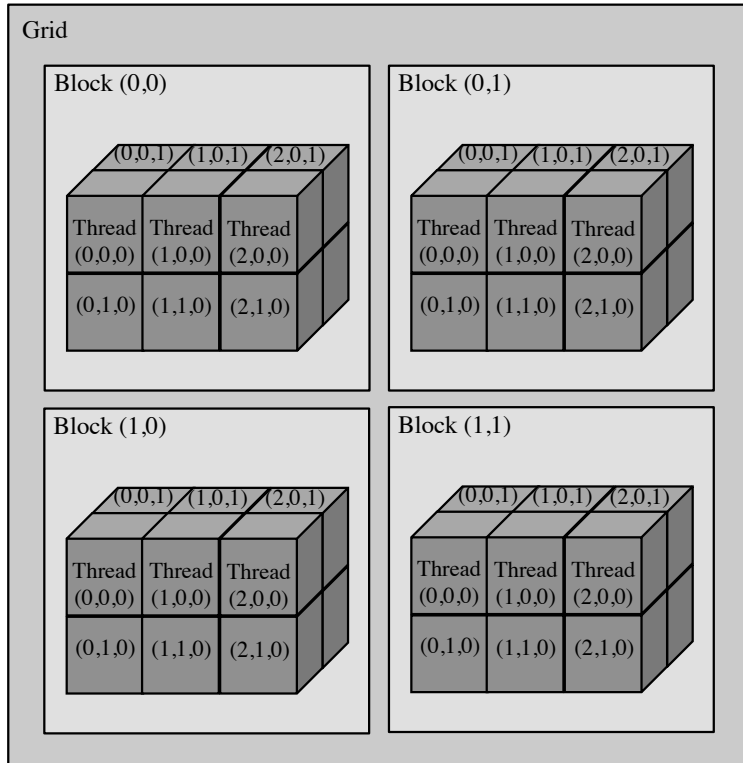 Grid
Block (0,0)
(0,0,1) (1,0,1) (2,0,1)
Thread Thread Thread
(0,0,0) (1,0,0) (2,0,0)
(0,1,0) (1,1,0) (2,1,0)
Block (0,1)
(0,0,1) (1,0,1) (2,0,1)
Thread Thread Thread
(0,0,0) (1,0,0) (2,0,0)
(0,1,0) (1,1,0) (2,1,0)
Block (1,0)
(0,0,1) (1,0,1) (2,0,1)
Thread Thread Thread
(0,0,0) (1,0,0) (2,0,0)
(0,1,0) (1,1,0) (2,1,0)
Block (1,1)
(0,0,1) (1,0,1) (2,0,1)
Thread Thread Thread
(0,0,0) (1,0,0) (2,0,0)
(0,1,0) (1,1,0) (2,1,0)